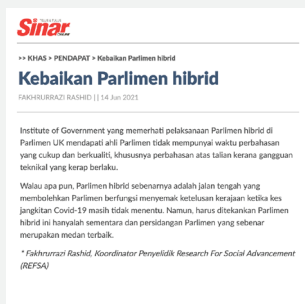 Sinar
>> KHAS > PENDAPAT > Kebaikan Parlimen hibrid
Kebaikan Parlimen hibrid
FAKHRURRAZI RASHID | | 14 Jun 2021
Institute of Government yang memerhati pelaksanaan Parlimen hibrid di
Parlimen UK mendapati ahli Parlimen tidak mempunyai waktu perbahasan
yang cukup dan berkualiti, khususnya perbahasan atas talian kerana gangguan
teknikal yang kerap berlaku.
Walau apa pun, Parlimen hibrid sebenarnya adalah jalan tengah yang
membolehkan Parlimen berfungsi menyemak ketelusan kerajaan ketika kes
jangkitan Covid-19 masih tidak menentu. Namun, harus ditekankan Parlimen
hibrid ini hanyalah sementara dan persidangan Parlimen yang sebenar
merupakan medan terbaik.
* Fakhrurrazi Rashid, Koordinator Penyelidik Research For Social Advancement
(REFSA)